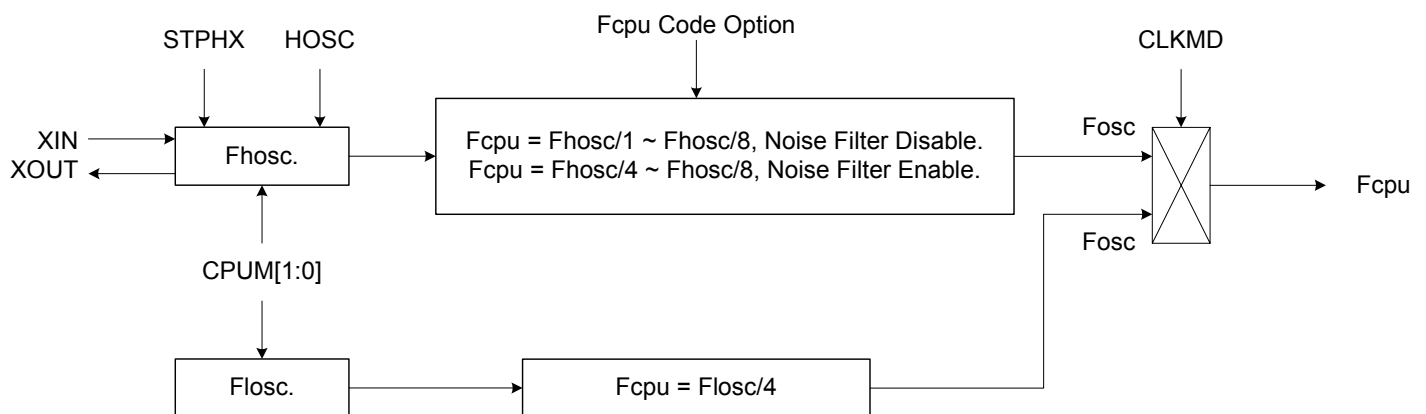 Fcpu Code Option
STPHX
HOSC
CLKMD
XIN
XOUT
Fhosc.
Fcpu = Fhosc/1 ~ Fhosc/8, Noise Filter Disable.
Fcpu = Fhosc/4 ~ Fhosc/8, Noise Filter Enable.
Fosc
Fosc
Fcpu
CPUM[1:0]
Flosc.
Fcpu = Flosc/4